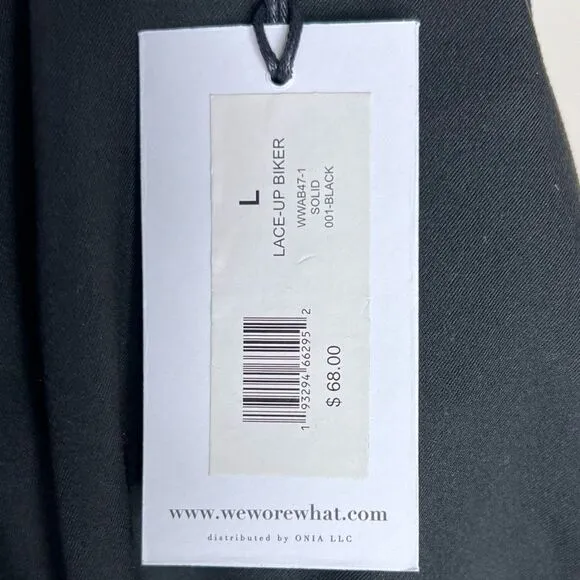 L
LACE-UP BIKER
WWAB47-1
SOLID
001-BLACK
1 93294 66295 2
$ 68.00
www.weworewhat.com
distributed by ONIA LLC